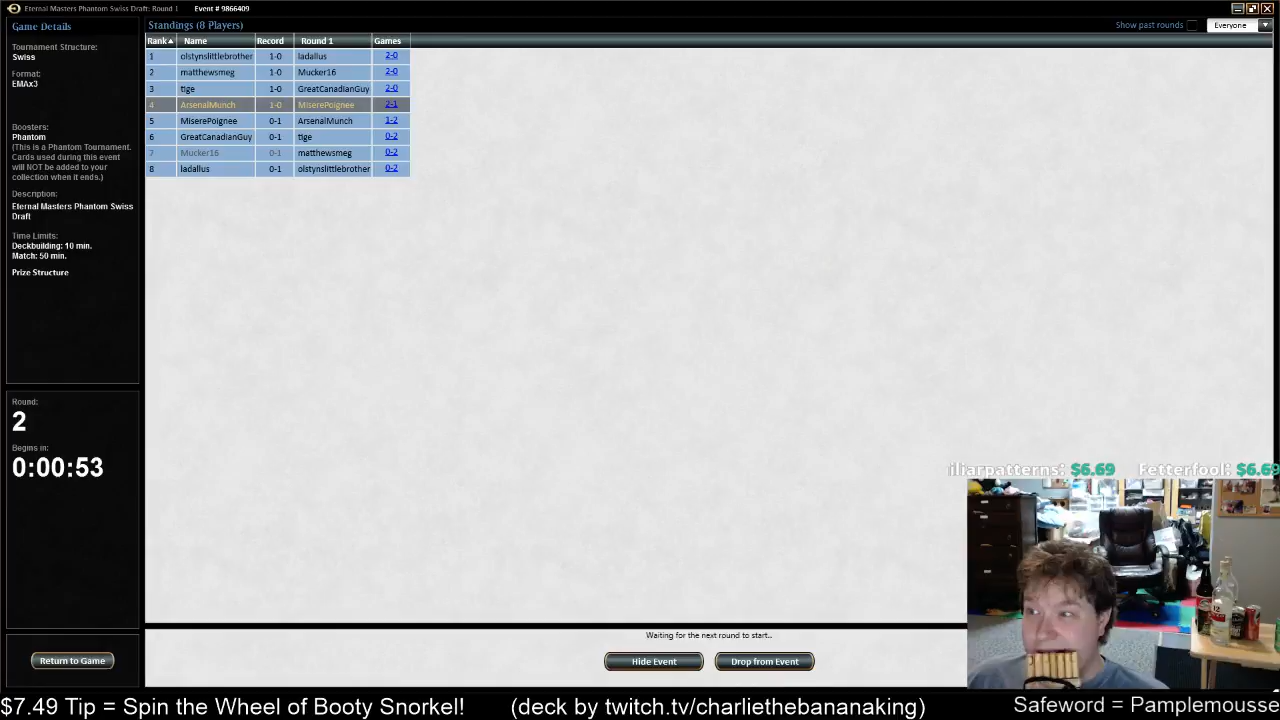 Eternal Masters Phantom Swiss Draft: Round 1 Event # 9866409
Game Details
Tournament Structure:
Swiss
Format:
EMAx3
Boosters:
Phantom
(This is a Phantom Tournament.
Cards used during this event
will NOT be added to your
collection when it ends.)
Description:
Eternal Masters Phantom Swiss
Draft
Time Limits:
Deckbuilding: 10 min.
Match: 50 min.
Prize Structure
Round:
2
Begins in:
0:00:53
Return to Game
Standings (8 Players)
Show past rounds Everyone
Rank Name Record Round 1 Games
1 olstynslittlebrother 1-0 ladallus 2-0
2 matthewsmeg 1-0 Mucker16 2-0
3 tige 1-0 GreatCanadianGuy 2-0
4 ArsenalMunch 1-0 MiserePoignee 2-1
5 MiserePoignee 0-1 ArsenalMunch 1-2
6 GreatCanadianGuy 0-1 tige 0-2
7 Mucker16 0-1 matthewsmeg 0-2
8 ladallus 0-1 olstynslittlebrother 0-2
iliarpatterns: $6.69 Fetterfool: $6.69
Waiting for the next round to start..
Hide Event Drop from Event
$7.49 Tip = Spin the Wheel of Booty Snorkel! (deck by twitch.tv/charliethebananaking) Safeword = Pamplemousse